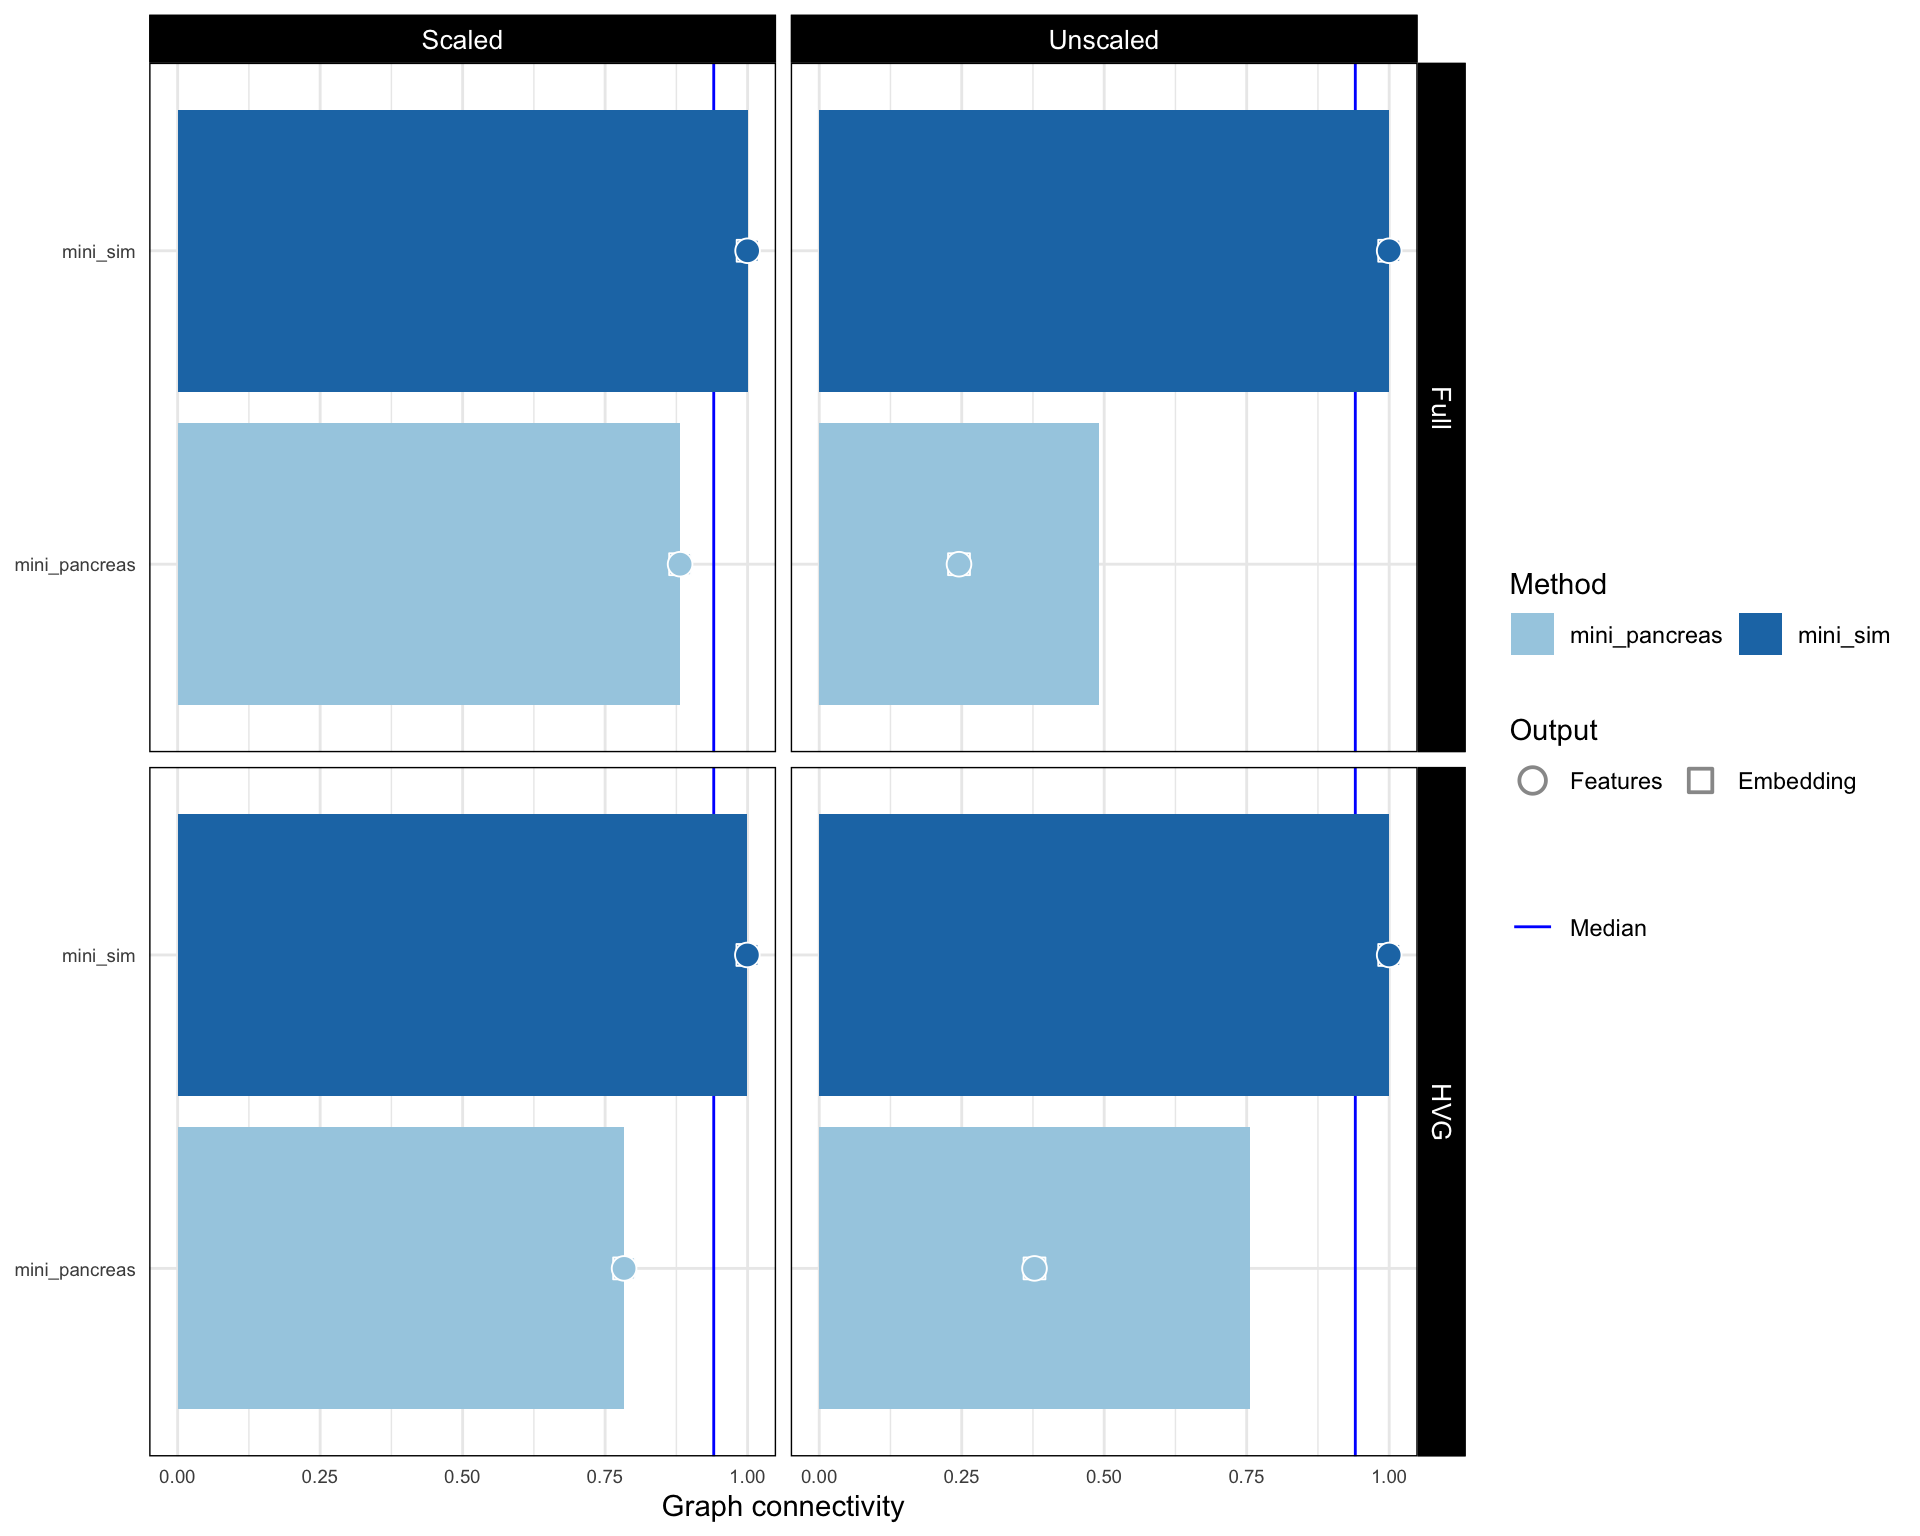 Scaled
Unscaled
Full
mini_sim
mini_pancreas
HVG
mini_sim
mini_pancreas
0.00 0.25 0.50 0.75 1.00 0.00 0.25 0.50 0.75 1.00
Graph connectivity
Method
mini_pancreas mini_sim
Output
Features Embedding
Median